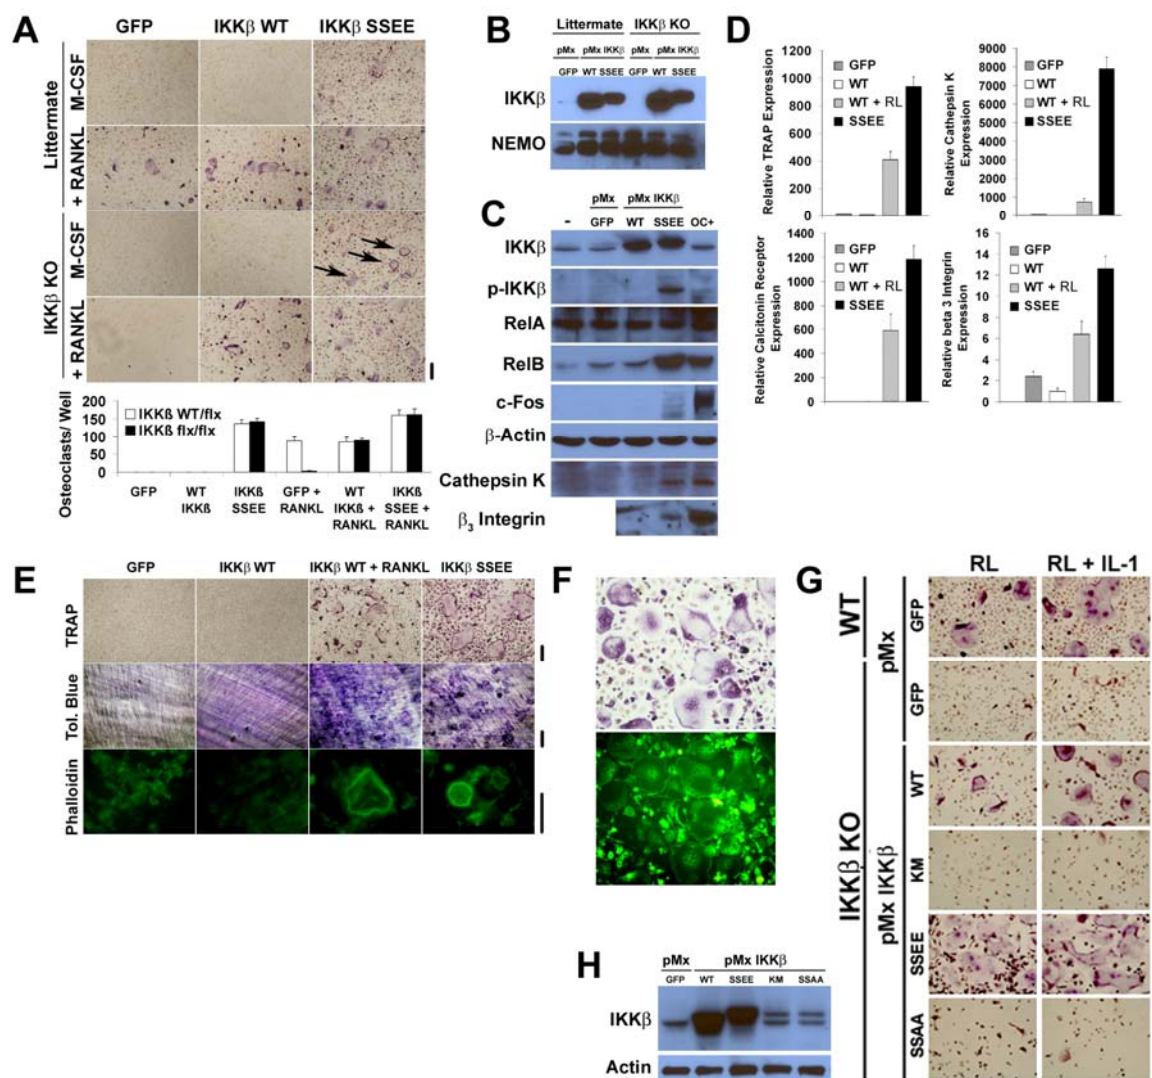 A
GFP IKKβ WT IKKβ SSEE
Littermate
M-CSF
+ RANKL
IKKβ KO
M-CSF
+ RANKL
Osteoclasts/ Well
200
150
100
50
0
IKKß WT/flx
IKKß flx/flx
GFP WT IKKß GFP + WT IKKß
IKKß SSEE RANKL IKKß + SSEE +
RANKL RANKL
B
Littermate IKKβ KO
pMx pMx IKKβ pMx pMx IKKβ
GFP WT SSEE GFP WT SSEE
IKKβ
NEMO
C
pMx pMx IKKβ
- GFP WT SSEE OC+
IKKβ
p-IKKβ
RelA
RelB
c-Fos
β-Actin
Cathepsin K
β3 Integrin
D
Relative TRAP Expression
1200
1000
800
600
400
200
0
GFP
WT
WT + RL
SSEE
Relative Cathepsin K
Expression
9000
8000
7000
6000
5000
4000
3000
2000
1000
0
GFP
WT
WT + RL
SSEE
Relative Calcitonin Receptor
Expression
1400
1200
1000
800
600
400
200
0
GFP
WT
WT + RL
SSEE
Relative beta 3 Integrin
Expression
16
14
12
10
8
6
4
2
0
GFP
WT
WT + RL
SSEE
E
GFP IKKβ WT IKKβ WT + RANKL IKKβ SSEE
TRAP
Tol. Blue
Phalloidin
F
G
RL RL + IL-1
WT
IKKβ KO
pMx
pMx IKKβ
GFP
GFP
WT
KM
SSEE
SSAA
H
pMx pMx IKKβ
GFP WT SSEE KM SSAA
IKKβ
Actin